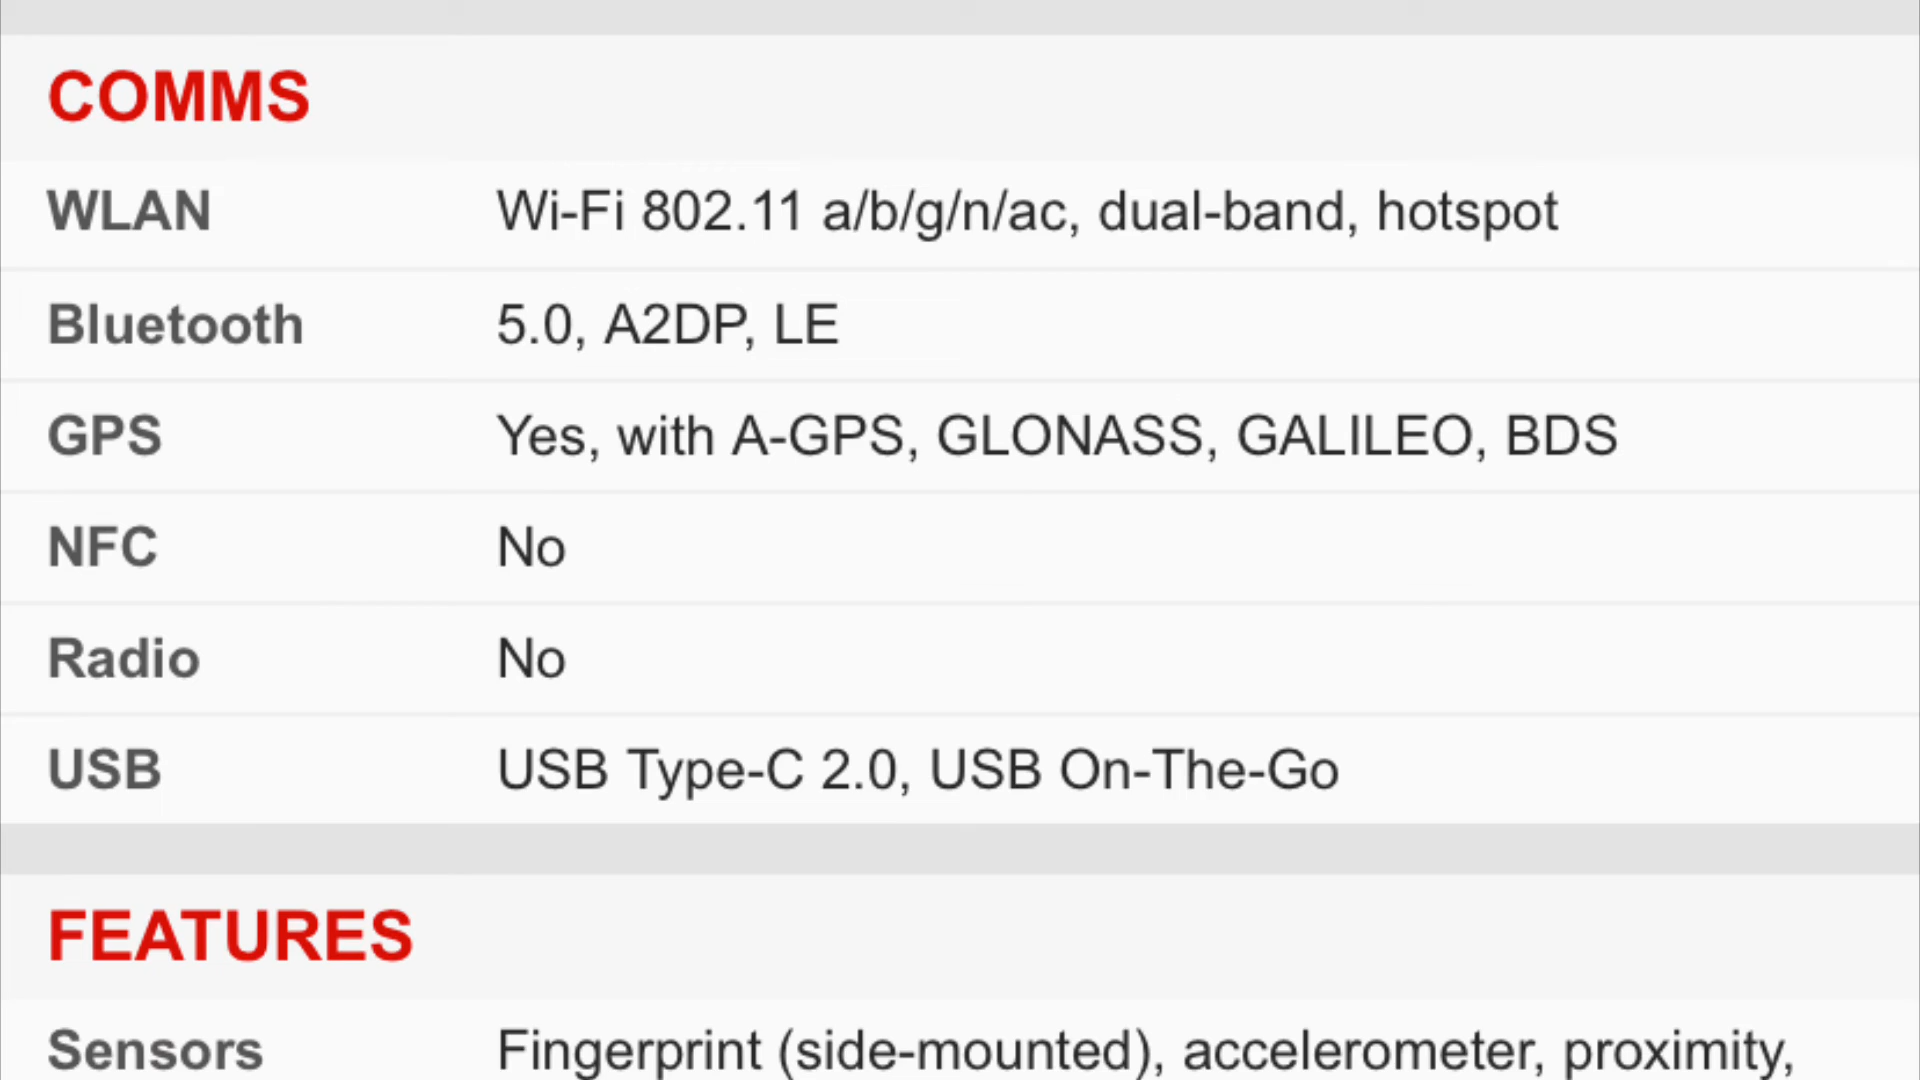 COMMS
WLAN Wi-Fi 802.11 a/b/g/n/ac, dual-band, hotspot
Bluetooth 5.0, A2DP, LE
GPS Yes, with A-GPS, GLONASS, GALILEO, BDS
NFC No
Radio No
USB USB Type-C 2.0, USB On-The-Go
FEATURES
Sensors Fingerprint (side-mounted), accelerometer, proximity,